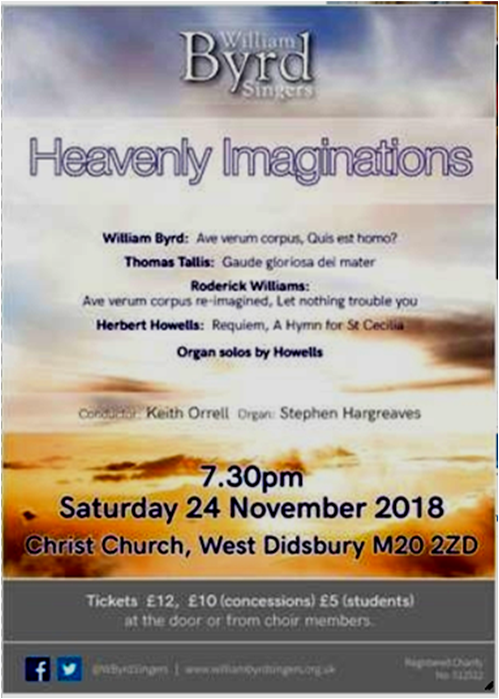 William
Byrd
Singers
Heavenly Imaginations
William Byrd: Ave verum corpus, Quis est homo?
Thomas Tallis: Gaude gloriosa dei mater
Roderick Williams:
Ave verum corpus re-imagined, Let nothing trouble you
Herbert Howells: Requiem, A Hymn for St Cecilia
Organ solos by Howells
Conductor: Keith Orrell Organ: Stephen Hargreaves
7.30pm
Saturday 24 November 2018
Christ Church, West Didsbury M20 2ZD
Tickets £12, £10 (concessions) £5 (students)
at the door or from choir members.
@WByrdSingers | www.williambyrdsingers.org.uk
Registered Charity
No.